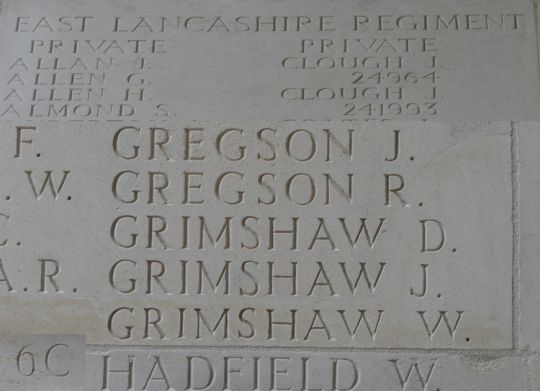 EAST LANCASHIRE REGIMENT
PRIVATE PRIVATE
ALLAN J. CLOUGH J.
ALLEN G. 24964
ALLEN H. CLOUGH J.
ALMOND S. 241993
F. GREGSON J.
.W. GREGSON R.
C. GRIMSHAW D.
A.R. GRIMSHAW J.
GRIMSHAW W.
6C HADFIELD W.